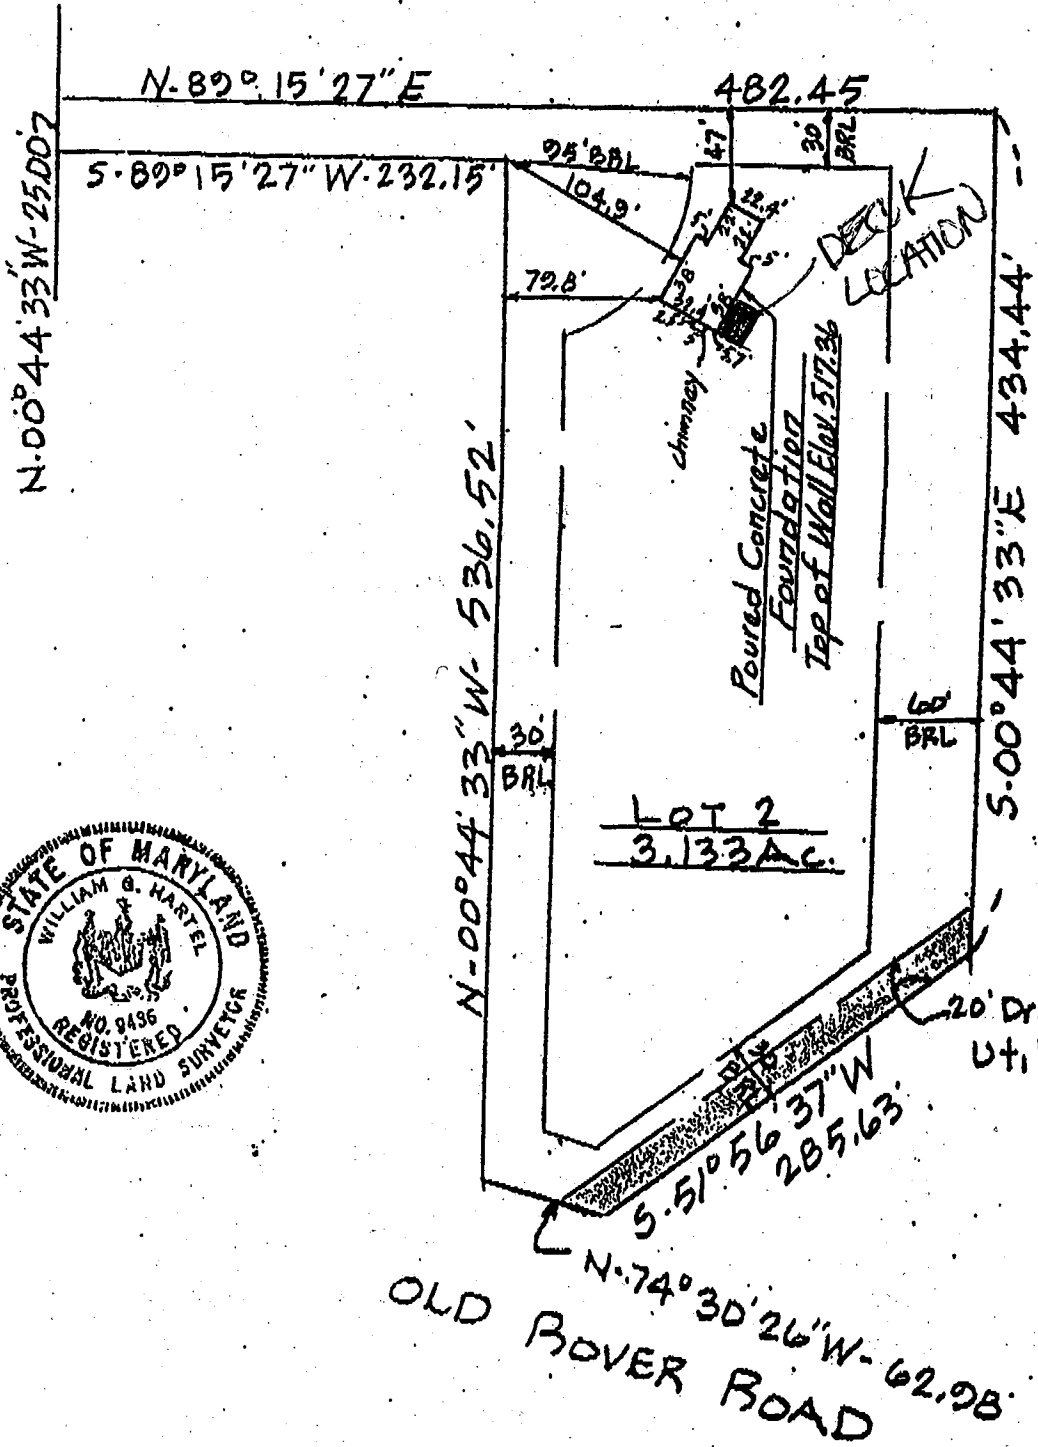 N-89° 15'27"E
482.45
N.00°44'33"W-25.00'
S-89° 15'27" W-232.15'
95'BRL
104.9'
47'
30'
BRL
22.4'
DECK
LOCATION
5'
79.8'
38'
chimney
Poured Concrete
Foundation
Top of Wall Elev. 517.36
N-00°44'33"W- 536.52'
S-00°44'33"E 434.44'
30'
BRL
60'
BRL
LOT 2
3.133 Ac.
STATE OF MARYLAND
WILLIAM G. HARTEL
NO. 9436
REGISTERED
PROFESSIONAL LAND SURVEYOR
20' Dr
Uti
S-51°56'37"W
285.63'
N-74°30'26"W-62.98'
OLD ROVER ROAD